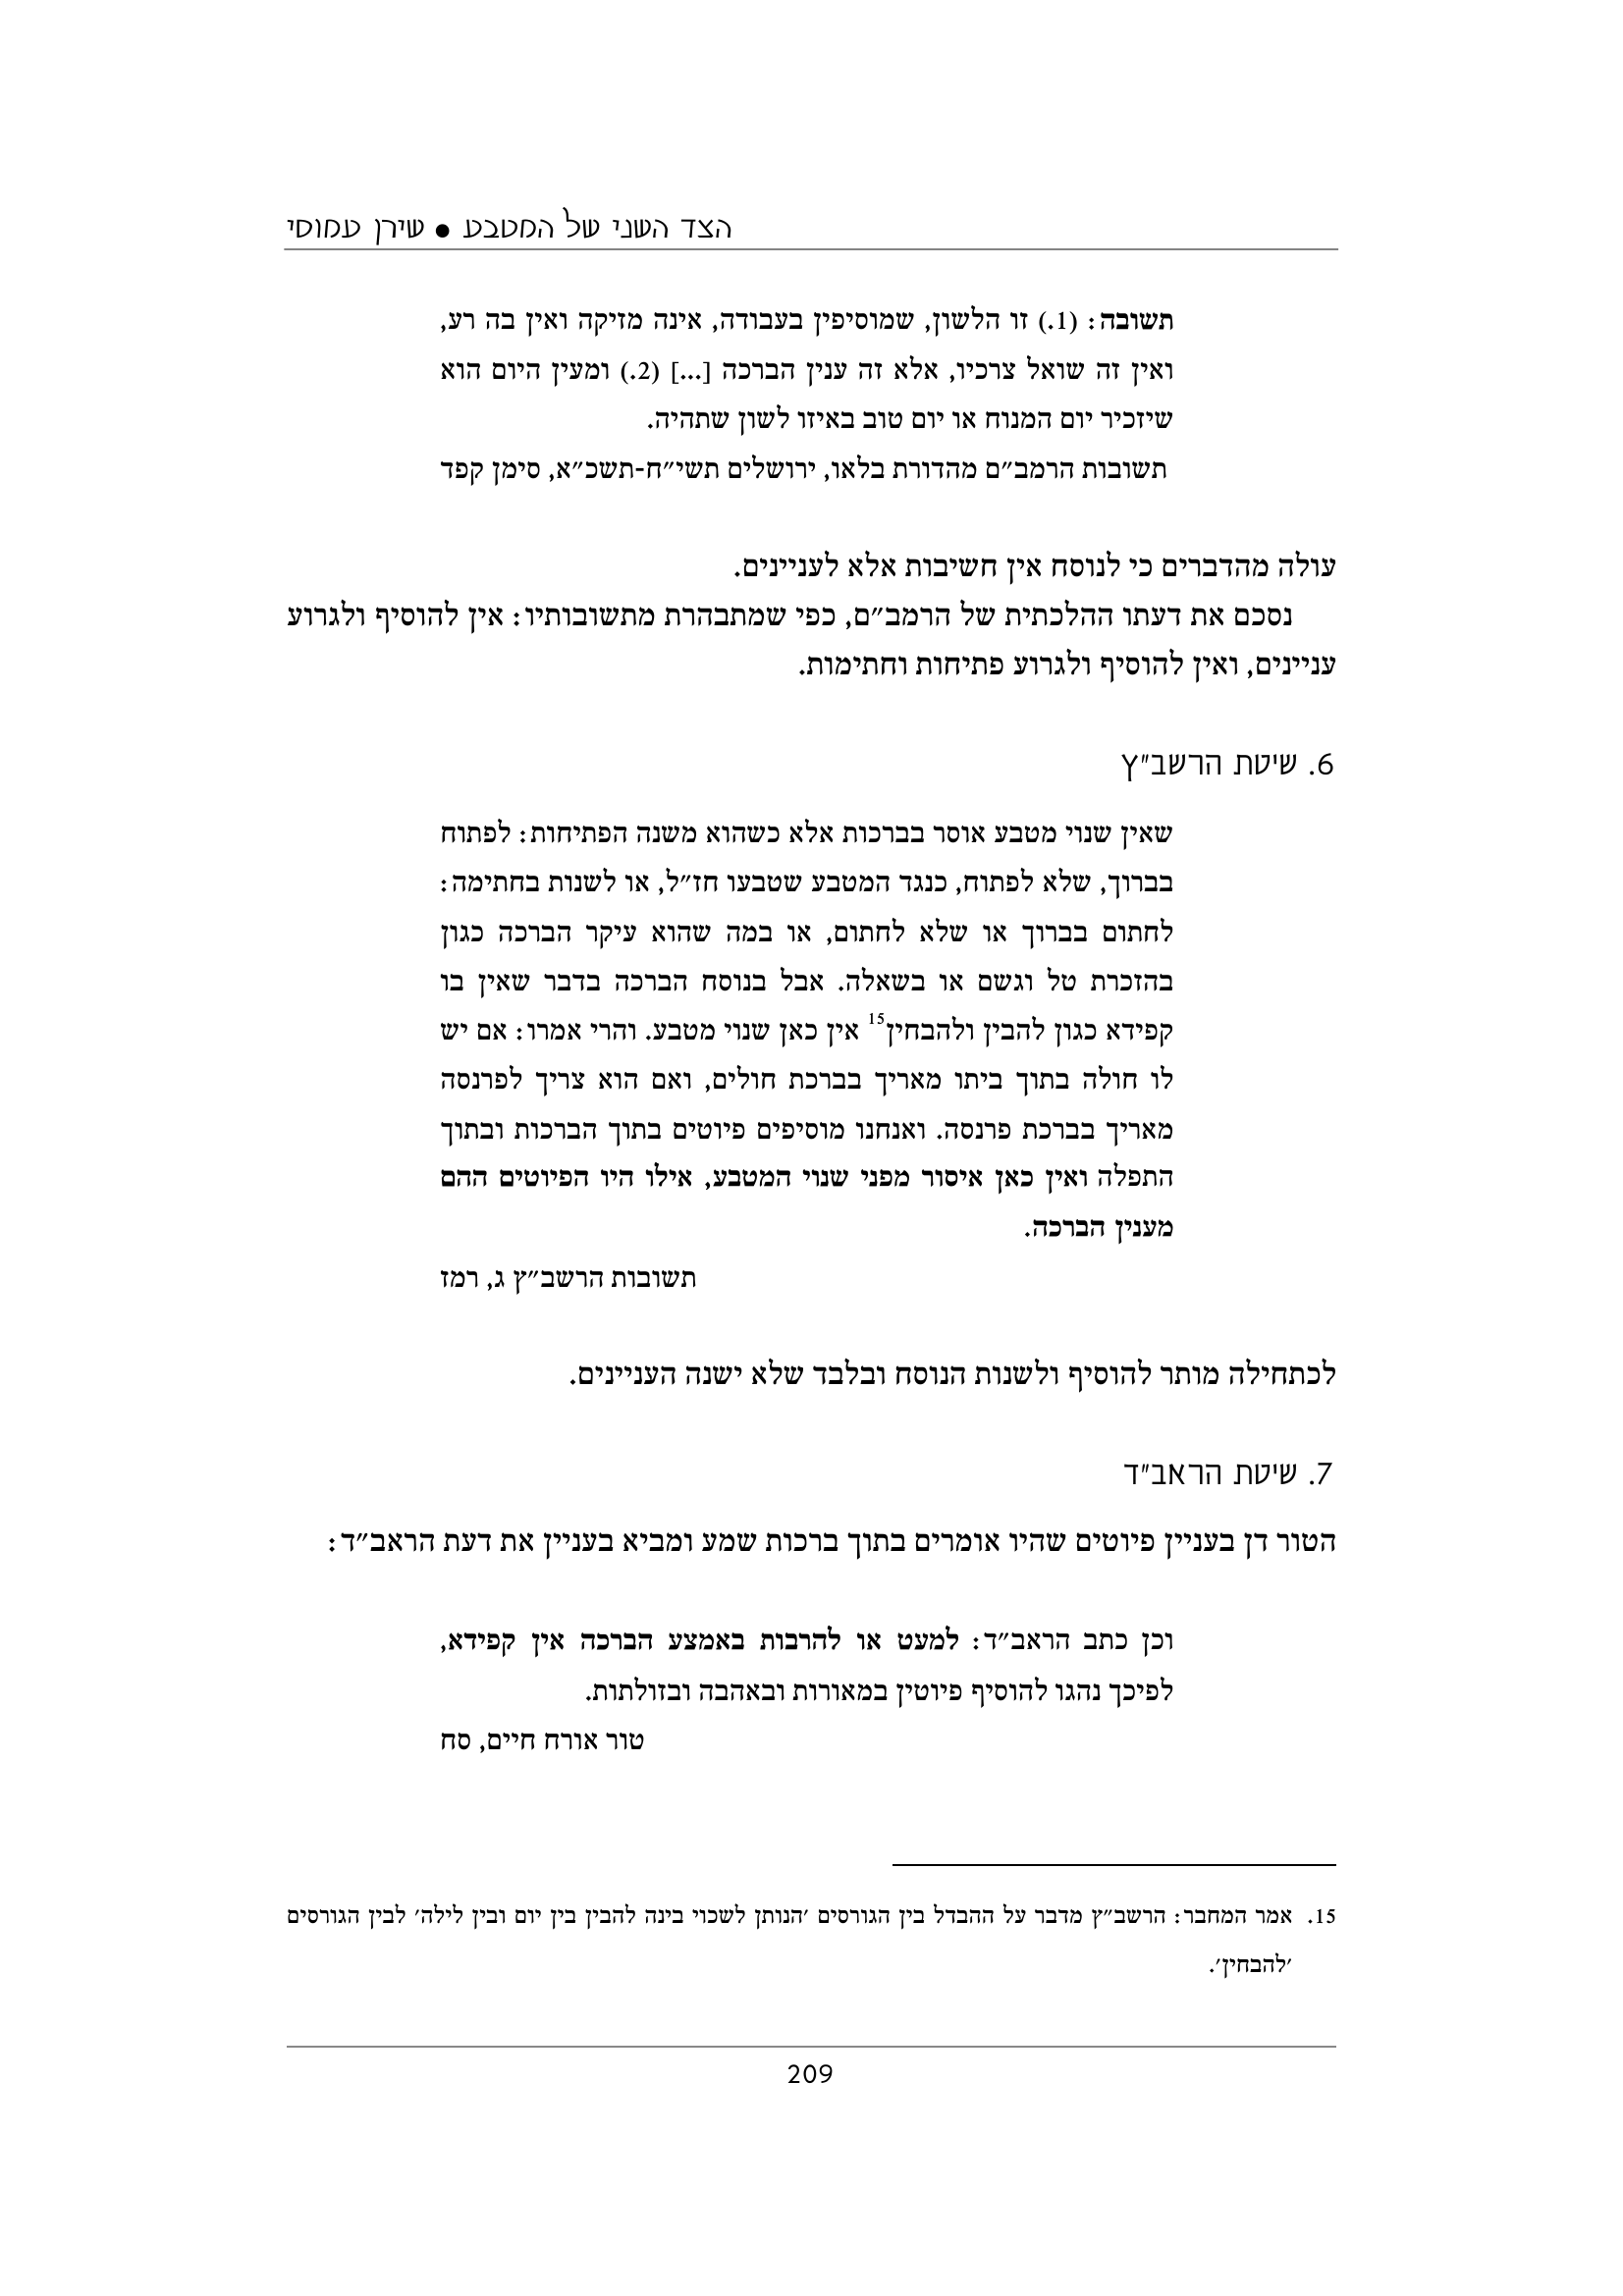 הצד השני של המטבע ● שירן עמוסי
תשובה: (1.) זו הלשון, שמוסיפין בעבודה, אינה מזיקה ואין בה רע,
ואין זה שואל צרכיו, אלא זה ענין הברכה [...] (2.) ומעין היום הוא
שיזכיר יום המנוח או יום טוב באיזו לשון שתהיה.
תשובות הרמב״ם מהדורת בלאו, ירושלים תשי״ח-תשכ״א, סימן קפד
עולה מהדברים כי לנוסח אין חשיבות אלא לעניינים.
נסכם את דעתו ההלכתית של הרמב״ם, כפי שמתבהרת מתשובותיו: אין להוסיף ולגרוע
עניינים, ואין להוסיף ולגרוע פתיחות וחתימות.
6. שיטת הרשב״ץ
שאין שנוי מטבע אוסר בברכות אלא כשהוא משנה הפתיחות: לפתוח
בברוך, שלא לפתוח, כנגד המטבע שטבעו חז״ל, או לשנות בחתימה:
לחתום בברוך או שלא לחתום, או במה שהוא עיקר הברכה כגון
בהזכרת טל וגשם או בשאלה. אבל בנוסח הברכה בדבר שאין בו
קפידא כגון להבין ולהבחין15 אין כאן שנוי מטבע. והרי אמרו: אם יש
לו חולה בתוך ביתו מאריך בברכת חולים, ואם הוא צריך לפרנסה
מאריך בברכת פרנסה. ואנחנו מוסיפים פיוטים בתוך הברכות ובתוך
התפלה ואין כאן איסור מפני שנוי המטבע, אילו היו הפיוטים ההם
מענין הברכה.
תשובות הרשב״ץ ג, רמז
לכתחילה מותר להוסיף ולשנות הנוסח ובלבד שלא ישנה העניינים.
7. שיטת הראב״ד
הטור דן בעניין פיוטים שהיו אומרים בתוך ברכות שמע ומביא בעניין את דעת הראב״ד:
וכן כתב הראב״ד: למעט או להרבות באמצע הברכה אין קפידא,
לפיכך נהגו להוסיף פיוטין במאורות ובאהבה ובזולתות.
טור אורח חיים, סח
15. אמר המחבר: הרשב״ץ מדבר על ההבדל בין הגורסים ׳הנותן לשכוי בינה להבין בין יום ובין לילה׳ לבין הגורסים
׳להבחין׳.
209